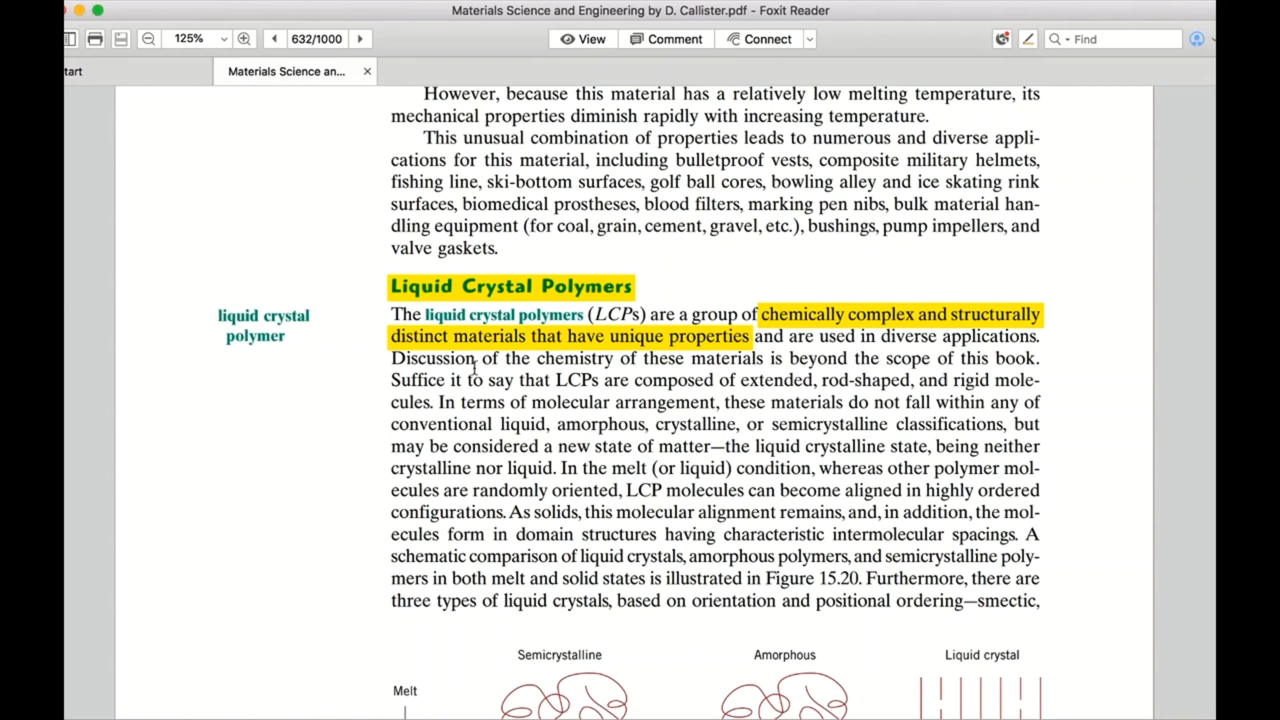 Materials Science and Engineering by D. Callister.pdf - Foxit Reader
125%
632/1000
View
Comment
Connect
Find
tart
Materials Science an...
However, because this material has a relatively low melting temperature, its
mechanical properties diminish rapidly with increasing temperature.
This unusual combination of properties leads to numerous and diverse appli-
cations for this material, including bulletproof vests, composite military helmets,
fishing line, ski-bottom surfaces, golf ball cores, bowling alley and ice skating rink
surfaces, biomedical prostheses, blood filters, marking pen nibs, bulk material han-
dling equipment (for coal, grain, cement, gravel, etc.), bushings, pump impellers, and
valve gaskets.
Liquid Crystal Polymers
liquid crystal
polymer
The liquid crystal polymers (LCPs) are a group of chemically complex and structurally
distinct materials that have unique properties and are used in diverse applications.
Discussion of the chemistry of these materials is beyond the scope of this book.
Suffice it to say that LCPs are composed of extended, rod-shaped, and rigid mole-
cules. In terms of molecular arrangement, these materials do not fall within any of
conventional liquid, amorphous, crystalline, or semicrystalline classifications, but
may be considered a new state of matter—the liquid crystalline state, being neither
crystalline nor liquid. In the melt (or liquid) condition, whereas other polymer mol-
ecules are randomly oriented, LCP molecules can become aligned in highly ordered
configurations. As solids, this molecular alignment remains, and, in addition, the mol-
ecules form in domain structures having characteristic intermolecular spacings. A
schematic comparison of liquid crystals, amorphous polymers, and semicrystalline poly-
mers in both melt and solid states is illustrated in Figure 15.20. Furthermore, there are
three types of liquid crystals, based on orientation and positional ordering—smectic,
Semicrystalline
Amorphous
Liquid crystal
Melt